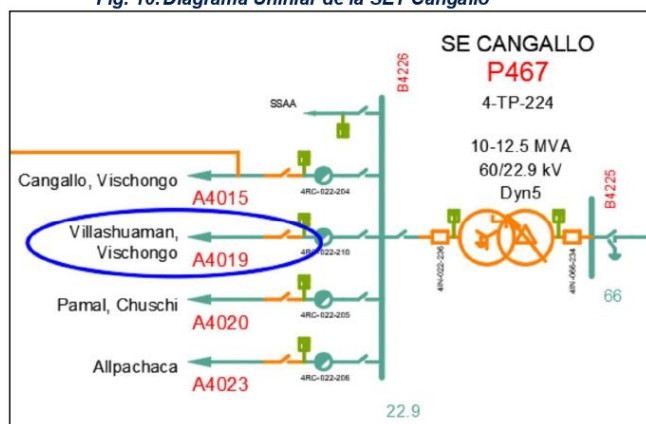 Fig. 10. Diagrama Unifilar de la SET Cangallo
SE CANGALLO
P467
4-TP-224
10-12.5 MVA
60/22.9 kV
Dyn5
B4226
B4225
SSAA
Cangallo, Vischongo
A4015
4RC-022-204
Villashuaman,
Vischongo
A4019
4RC-022-210
Pamal, Chuschi
A4020
4RC-022-205
Allpachaca
A4023
4RC-022-206
4IN-022-236
4IN-066-234
66
22.9